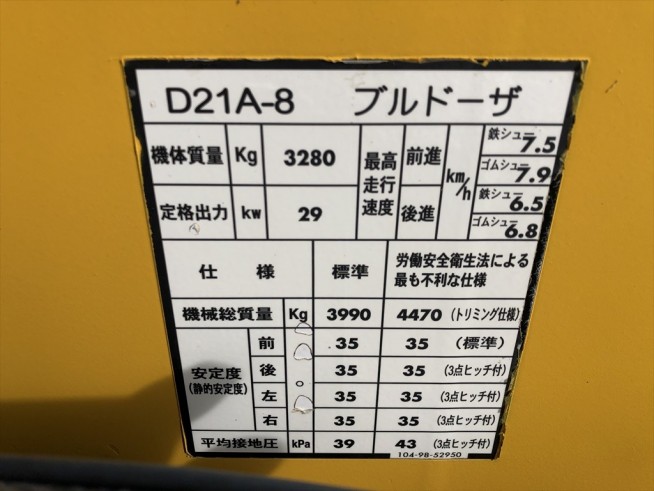 D21A-8 ブルドーザ
機体質量 Kg 3280 最高走行速度 前進 km/h 鉄シュー 7.5
ゴムシュー 7.9
定格出力 kw 29 後進 鉄シュー 6.5
ゴムシュー 6.8
仕様 標準 労働安全衛生法による
最も不利な仕様
機械総質量 Kg 3990 4470 (トリミング仕様)
安定度
(静的安定度)
前 35 35 (標準)
後 35 35 (3点ヒッチ付)
左 35 35 (3点ヒッチ付)
右 35 35 (3点ヒッチ付)
平均接地圧 kPa 39 43 (3点ヒッチ付)
104-98-52950